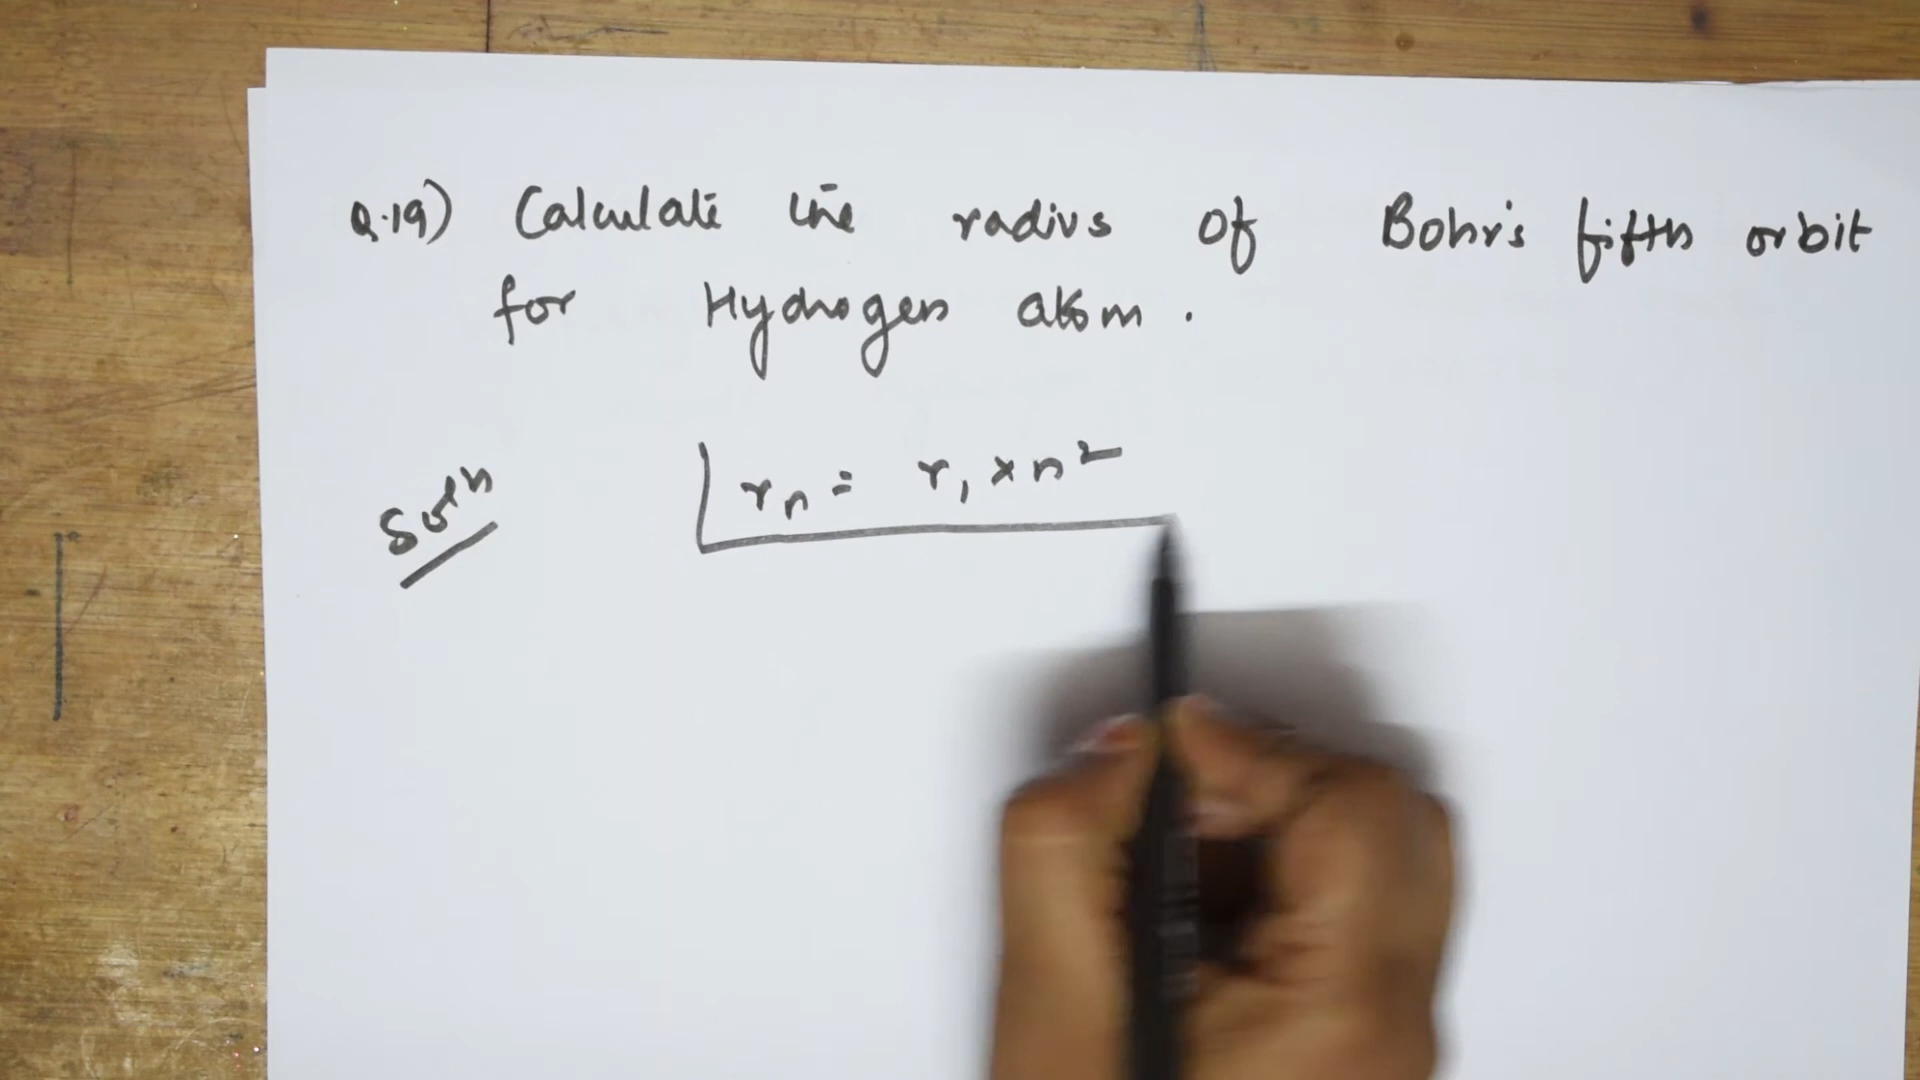 Q.19) Calculate the radius of Bohr's fifth orbit
for Hydrogen atom.
Soln
rn = r1 × n²